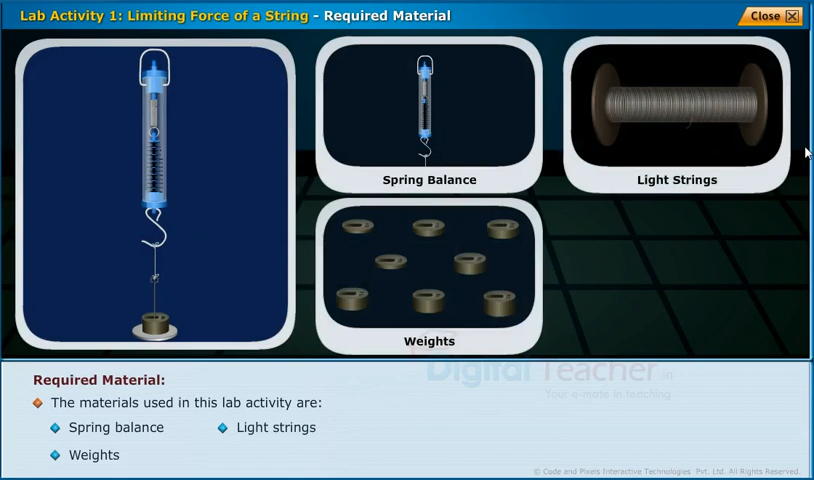 Lab Activity 1: Limiting Force of a String - Required Material
Close
Spring Balance
Light Strings
Weights
Digital Teacher.in
Your e-mate in teaching
Required Material:
The materials used in this lab activity are:
Spring balance
Light strings
Weights
© Code and Pixels Interactive Technologies Pvt. Ltd. All Rights Reserved.